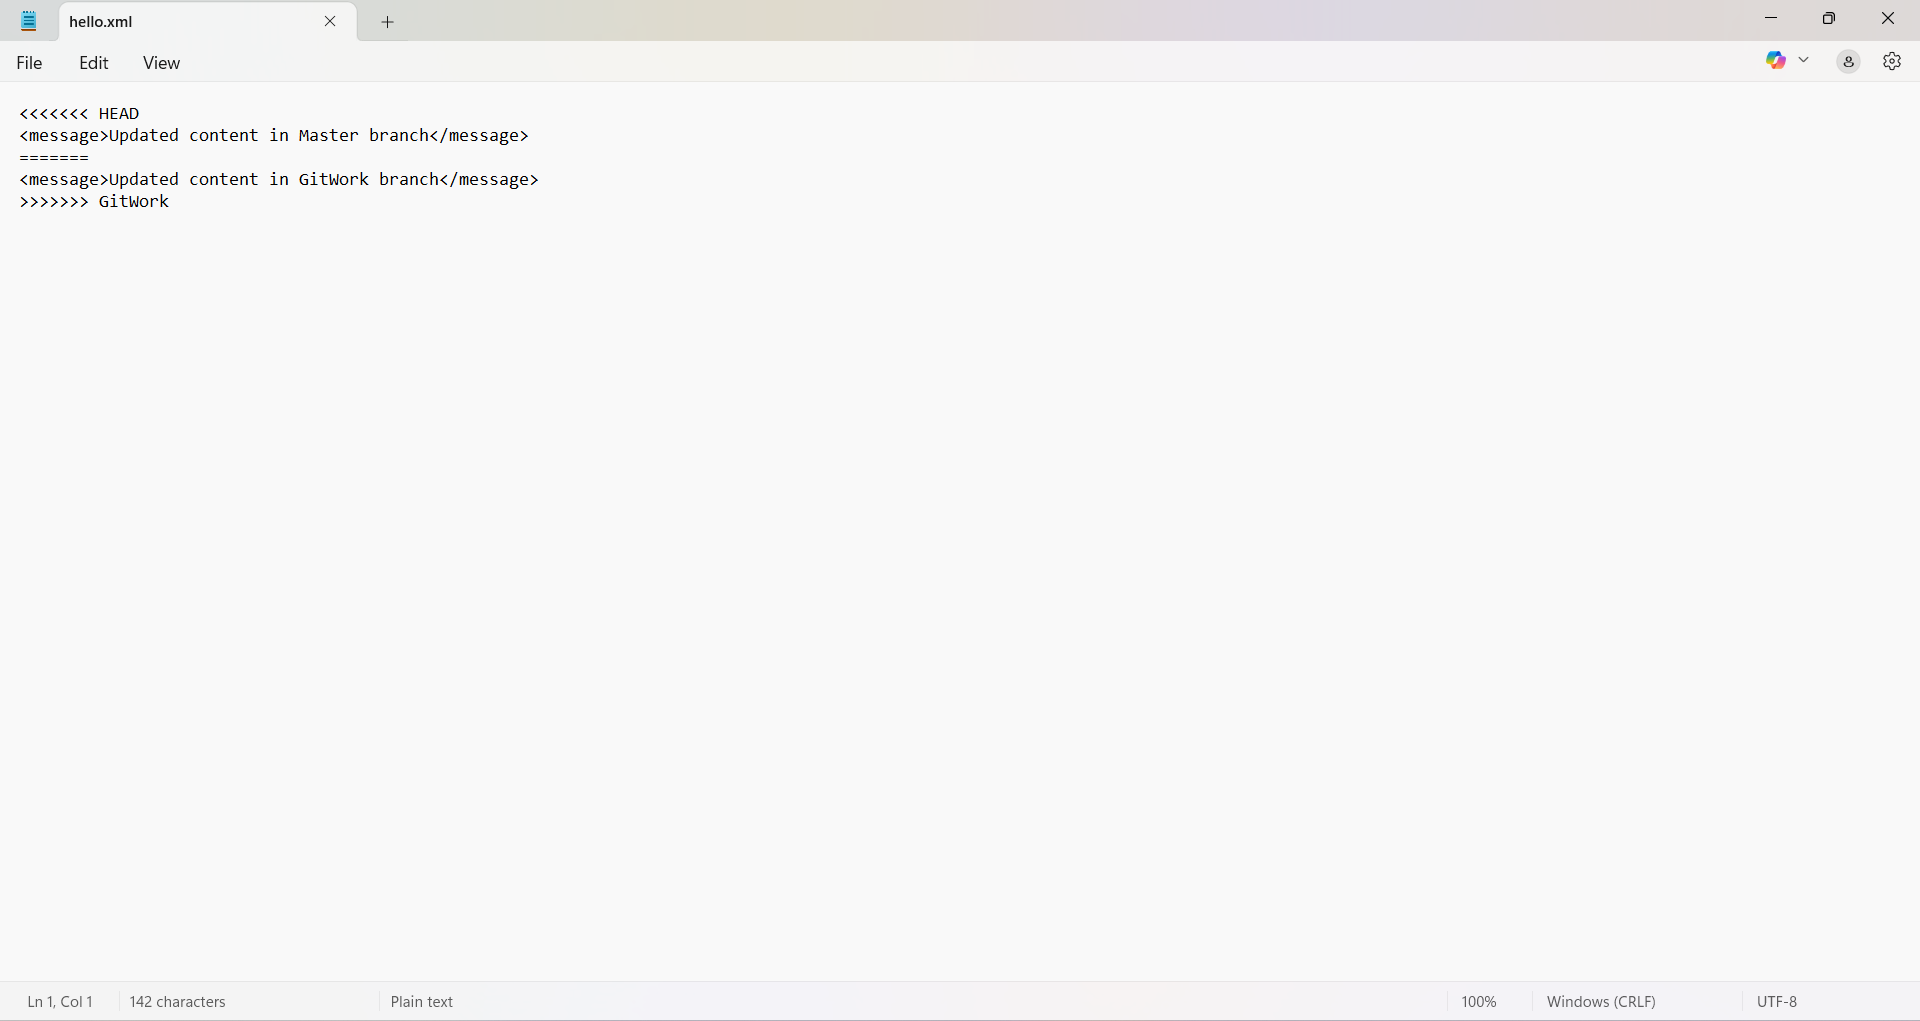 hello.xml
File Edit View
<<<<<<< HEAD
<message>Updated content in Master branch</message>
=======
<message>Updated content in GitWork branch</message>
>>>>>>> GitWork
Ln 1, Col 1 142 characters Plain text 100% Windows (CRLF) UTF-8